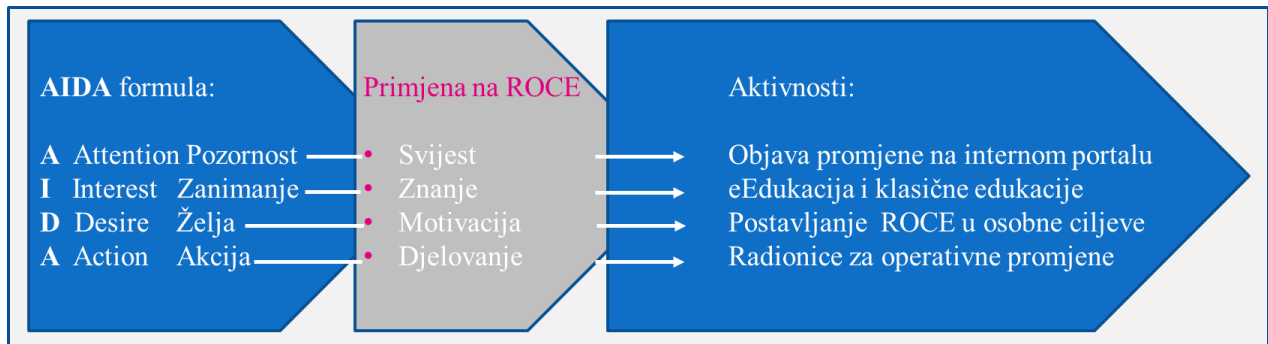 AIDA formula:
A Attention Pozornost
I Interest Zanimanje
D Desire Želja
A Action Akcija
Primjena na ROCE
• Svijest
• Znanje
• Motivacija
• Djelovanje
Aktivnosti:
Objava promjene na internom portalu
eEdukacija i klasične edukacije
Postavljanje ROCE u osobne ciljeve
Radionice za operativne promjene